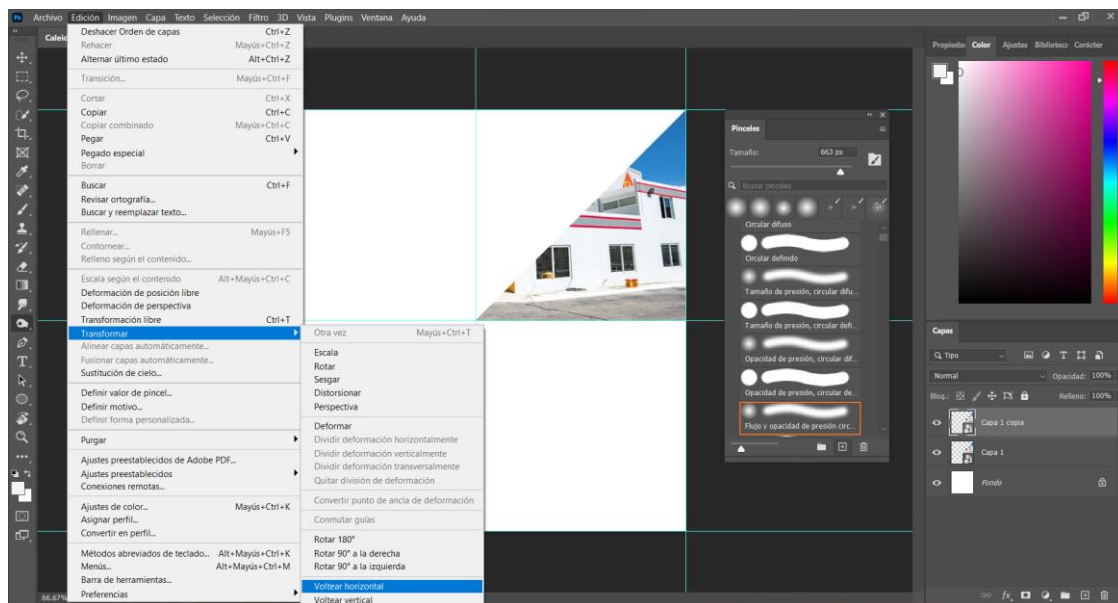 Ps Archivo Edición Imagen Capa Texto Selección Filtro 3D Vista Plugins Ventana Ayuda
Deshacer Orden de capas Ctrl+Z
Rehacer Mayús+Ctrl+Z
Alternar último estado Alt+Ctrl+Z
Transición... Mayús+Ctrl+F
Cortar Ctrl+X
Copiar Ctrl+C
Copiar combinado Mayús+Ctrl+C
Pegar Ctrl+V
Pegado especial
Borrar
Buscar Ctrl+F
Revisar ortografía...
Buscar y reemplazar texto...
Rellenar... Mayús+F5
Contornear...
Relleno según el contenido...
Escala según el contenido Alt+Mayús+Ctrl+C
Deformación de posición libre
Deformación de perspectiva
Transformación libre Ctrl+T
Transformar
Alinear capas automáticamente...
Fusionar capas automáticamente...
Sustitución de cielo...
Definir valor de pincel...
Definir motivo...
Definir forma personalizada...
Purgar
Ajustes preestablecidos de Adobe PDF...
Ajustes preestablecidos
Conexiones remotas...
Ajustes de color... Mayús+Ctrl+K
Asignar perfil...
Convertir en perfil...
Métodos abreviados de teclado... Alt+Mayús+Ctrl+K
Menús... Alt+Mayús+Ctrl+M
Barra de herramientas...
Preferencias
66.67%
Otra vez Mayús+Ctrl+T
Escala
Rotar
Sesgar
Distorsionar
Perspectiva
Deformar
Dividir deformación horizontalmente
Dividir deformación verticalmente
Dividir deformación transversalmente
Quitar división de deformación
Convertir punto de ancla de deformación
Conmutar guías
Rotar 180°
Rotar 90° a la derecha
Rotar 90° a la izquierda
Voltear horizontal
Voltear vertical
Pinceles
Tamaño: 663 px
Buscar pinceles
Circular difuso
Circular definido
Tamaño de presión, circular difu...
Tamaño de presión, circular defi...
Opacidad de presión, circular dif...
Opacidad de presión, circular de...
Flujo y opacidad de presión circ...
Color Ajustes Carácter
Capas
Tipo
Normal Opacidad: 100%
Bloq.: Relleno: 100%
Capa 1 copia
Capa 1
Fondo
fx